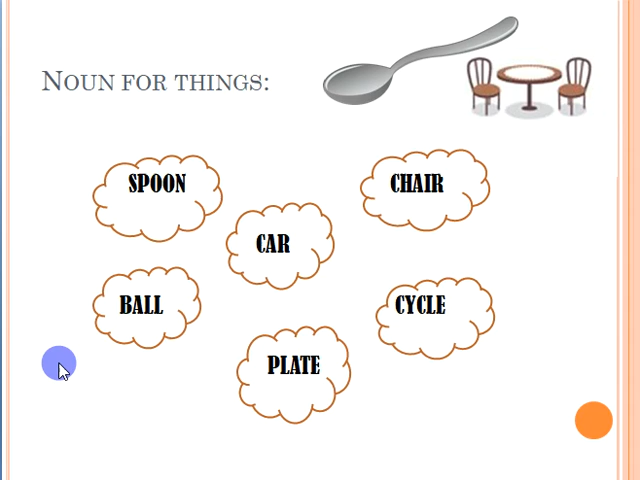 NOUN FOR THINGS:
SPOON
CHAIR
CAR
BALL
CYCLE
PLATE